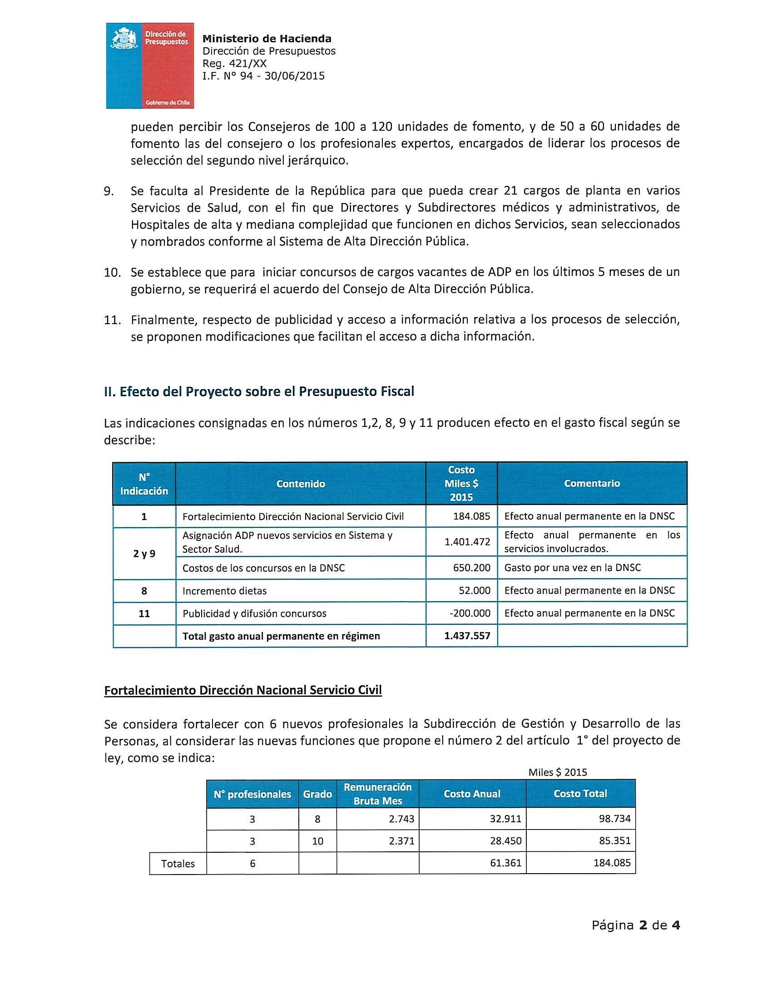 Dirección de
Presupuestos
Gobierno de Chile
Ministerio de Hacienda
Dirección de Presupuestos
Reg. 421/XX
I.F. N° 94 - 30/06/2015
pueden percibir los Consejeros de 100 a 120 unidades de fomento, y de 50 a 60 unidades de
fomento las del consejero o los profesionales expertos, encargados de liderar los procesos de
selección del segundo nivel jerárquico.
9. Se faculta al Presidente de la República para que pueda crear 21 cargos de planta en varios
Servicios de Salud, con el fin que Directores y Subdirectores médicos y administrativos, de
Hospitales de alta y mediana complejidad que funcionen en dichos Servicios, sean seleccionados
y nombrados conforme al Sistema de Alta Dirección Pública.
10. Se establece que para iniciar concursos de cargos vacantes de ADP en los últimos 5 meses de un
gobierno, se requerirá el acuerdo del Consejo de Alta Dirección Pública.
11. Finalmente, respecto de publicidad y acceso a información relativa a los procesos de selección,
se proponen modificaciones que facilitan el acceso a dicha información.
II. Efecto del Proyecto sobre el Presupuesto Fiscal
Las indicaciones consignadas en los números 1,2, 8, 9 y 11 producen efecto en el gasto fiscal según se
describe:
N° Indicación Contenido Costo Miles $ 2015 Comentario
1 Fortalecimiento Dirección Nacional Servicio Civil 184.085 Efecto anual permanente en la DNSC
2 y 9 Asignación ADP nuevos servicios en Sistema y Sector Salud. 1.401.472 Efecto anual permanente en los servicios involucrados.
Costos de los concursos en la DNSC 650.200 Gasto por una vez en la DNSC
8 Incremento dietas 52.000 Efecto anual permanente en la DNSC
11 Publicidad y difusión concursos -200.000 Efecto anual permanente en la DNSC
Total gasto anual permanente en régimen 1.437.557
Fortalecimiento Dirección Nacional Servicio Civil
Se considera fortalecer con 6 nuevos profesionales la Subdirección de Gestión y Desarrollo de las
Personas, al considerar las nuevas funciones que propone el número 2 del artículo 1° del proyecto de
ley, como se indica:
Miles $ 2015
N° profesionales Grado Remuneración Bruta Mes Costo Anual Costo Total
3 8 2.743 32.911 98.734
3 10 2.371 28.450 85.351
Totales 6 61.361 184.085
Página 2 de 4